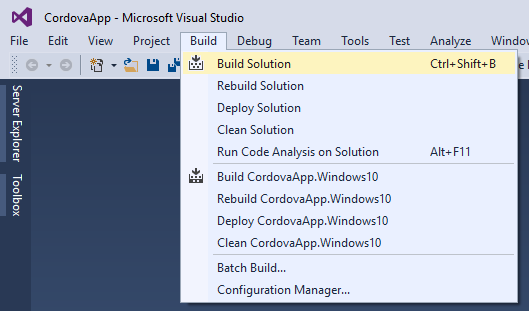 CordovaApp - Microsoft Visual Studio
File Edit View Project Build Debug Team Tools Test Analyze
Build Solution Ctrl+Shift+B
Rebuild Solution
Deploy Solution
Clean Solution
Run Code Analysis on Solution Alt+F11
Build CordovaApp.Windows10
Rebuild CordovaApp.Windows10
Deploy CordovaApp.Windows10
Clean CordovaApp.Windows10
Batch Build...
Configuration Manager...
Server Explorer
Toolbox